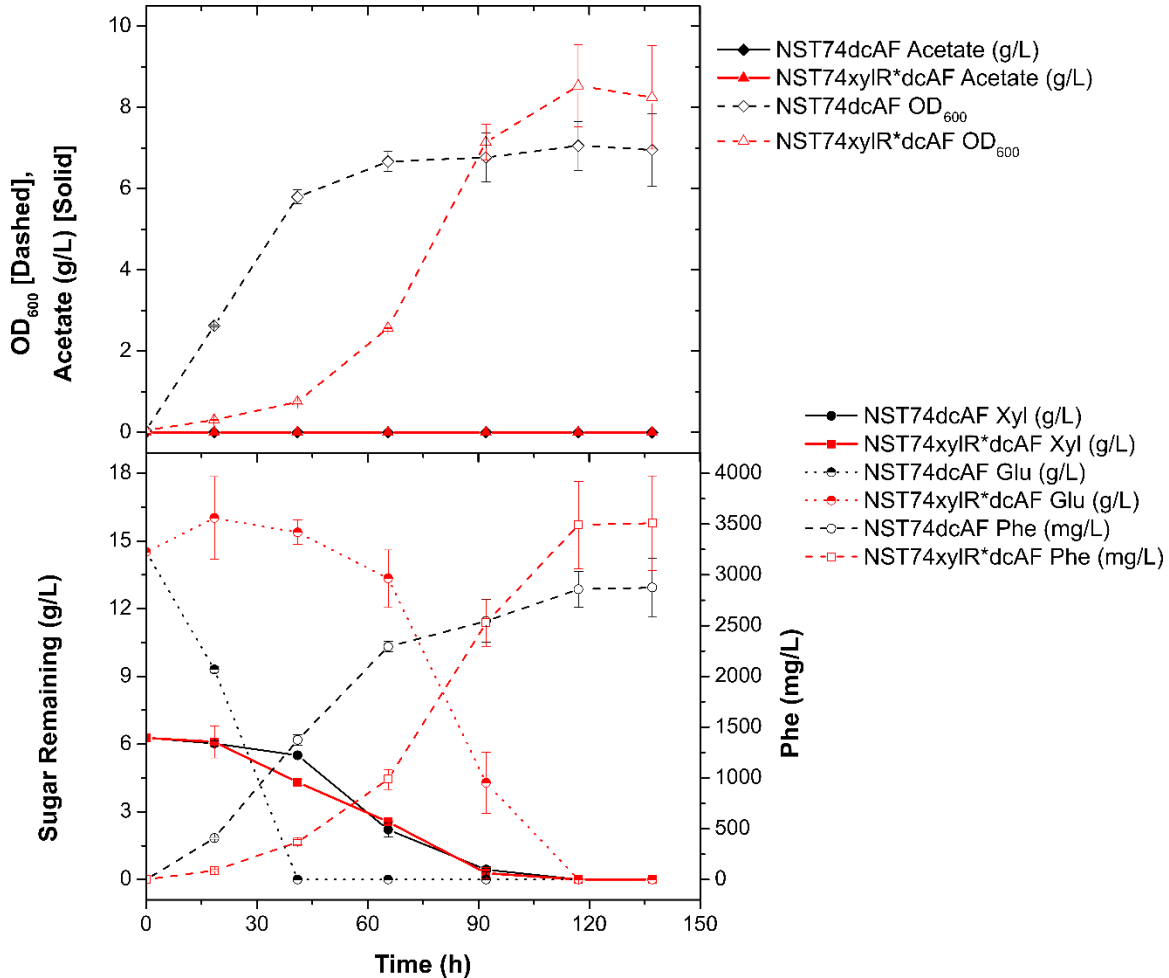 10
8
6
4
2
0
OD600 [Dashed],
Acetate (g/L) [Solid]
NST74dcAF Acetate (g/L)
NST74xylR*dcAF Acetate (g/L)
NST74dcAF OD600
NST74xylR*dcAF OD600
18
15
12
9
6
3
0
Sugar Remaining (g/L)
4000
3500
3000
2500
2000
1500
1000
500
0
Phe (mg/L)
NST74dcAF Xyl (g/L)
NST74xylR*dcAF Xyl (g/L)
NST74dcAF Glu (g/L)
NST74xylR*dcAF Glu (g/L)
NST74dcAF Phe (mg/L)
NST74xylR*dcAF Phe (mg/L)
0 30 60 90 120 150
Time (h)